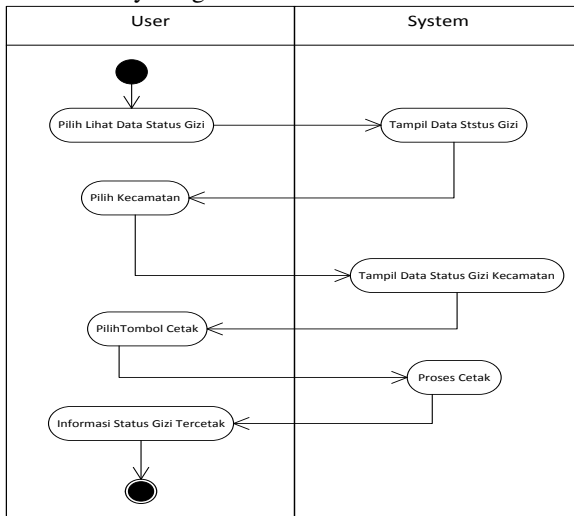 User
System
Pilih Lihat Data Status Gizi
Tampil Data Ststus Gizi
Pilih Kecamatan
Tampil Data Status Gizi Kecamatan
PilihTombol Cetak
Proses Cetak
Informasi Status Gizi Tercetak